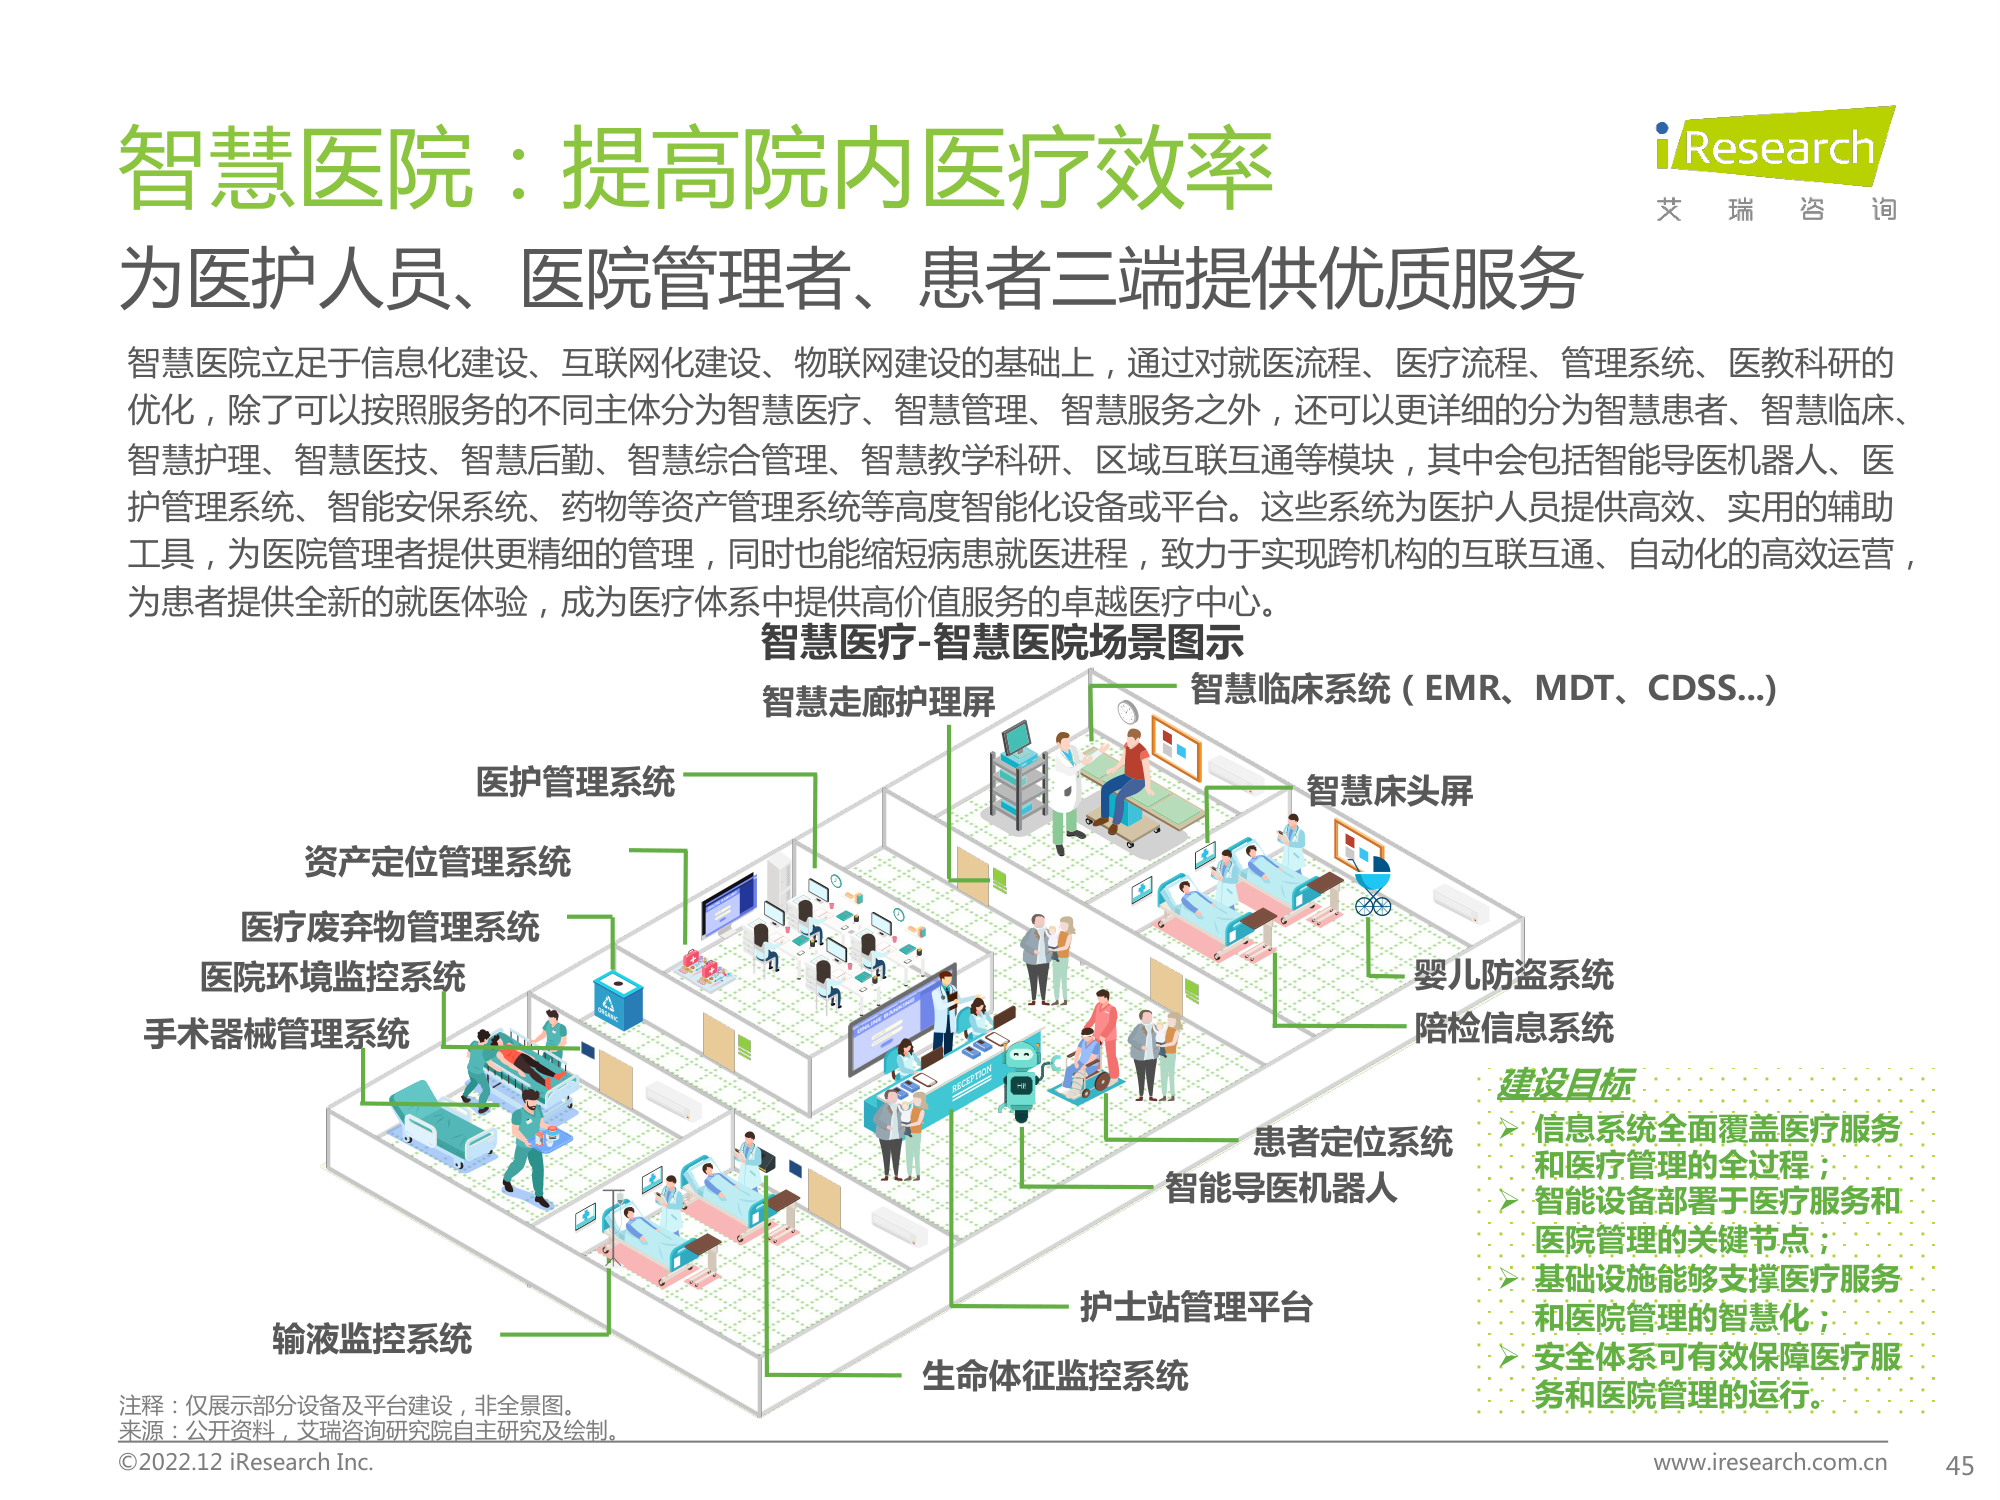 智慧医院：提高院内医疗效率
iResearch
艾瑞咨询
为医护人员、医院管理者、患者三端提供优质服务
智慧医院立足于信息化建设、互联网化建设、物联网建设的基础上，通过对就医流程、医疗流程、管理系统、医教科研的
优化，除了可以按照服务的不同主体分为智慧医疗、智慧管理、智慧服务之外，还可以更详细的分为智慧患者、智慧临床、
智慧护理、智慧医技、智慧后勤、智慧综合管理、智慧教学科研、区域互联互通等模块，其中会包括智能导医机器人、医
护管理系统、智能安保系统、药物等资产管理系统等高度智能化设备或平台。这些系统为医护人员提供高效、实用的辅助
工具，为医院管理者提供更精细的管理，同时也能缩短病患就医进程，致力于实现跨机构的互联互通、自动化的高效运营，
为患者提供全新的就医体验，成为医疗体系中提供高价值服务的卓越医疗中心。
智慧医疗-智慧医院场景图示
智慧走廊护理屏
智慧临床系统（EMR、MDT、CDSS...)
医护管理系统
智慧床头屏
资产定位管理系统
医疗废弃物管理系统
医院环境监控系统
手术器械管理系统
婴儿防盗系统
陪检信息系统
ORGANIC
ONLINE BANKING
RECEPTION
HI!
患者定位系统
智能导医机器人
护士站管理平台
输液监控系统
生命体征监控系统
建设目标
➢ 信息系统全面覆盖医疗服务
和医疗管理的全过程；
➢ 智能设备部署于医疗服务和
医院管理的关键节点；
➢ 基础设施能够支撑医疗服务
和医院管理的智慧化；
➢ 安全体系可有效保障医疗服
务和医院管理的运行。
注释：仅展示部分设备及平台建设，非全景图。
来源：公开资料，艾瑞咨询研究院自主研究及绘制。
©2022.12 iResearch Inc.
www.iresearch.com.cn
45